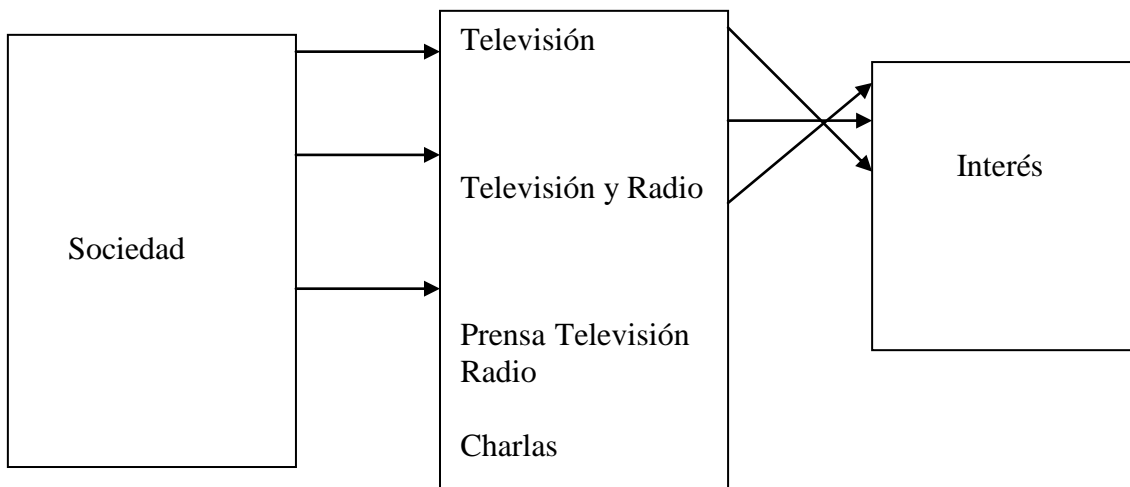 Sociedad
Televisión
Televisión y Radio
Prensa Televisión
Radio
Charlas
Interés